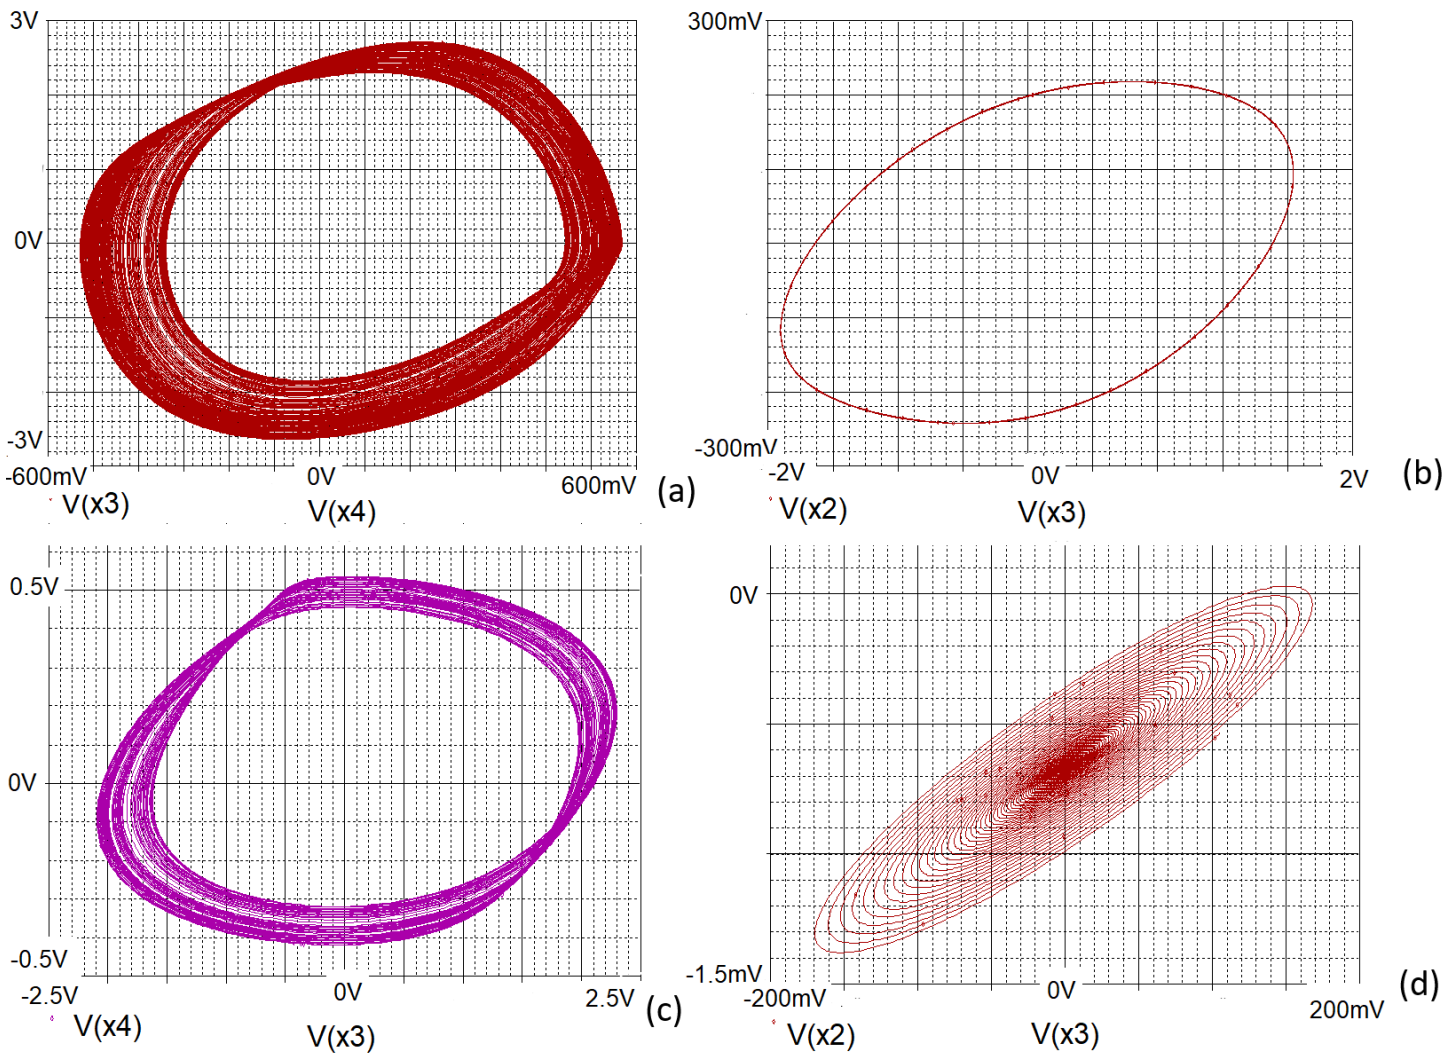 3V
0V
-3V
-600mV 0V 600mV
V(x3) V(x4)
(a)
300mV
-300mV
-2V 0V 2V
V(x2) V(x3)
(b)
0.5V
0V
-0.5V
-2.5V 0V 2.5V
V(x4) V(x3)
(c)
0V
-1.5mV
-200mV 0V 200mV
V(x2) V(x3)
(d)